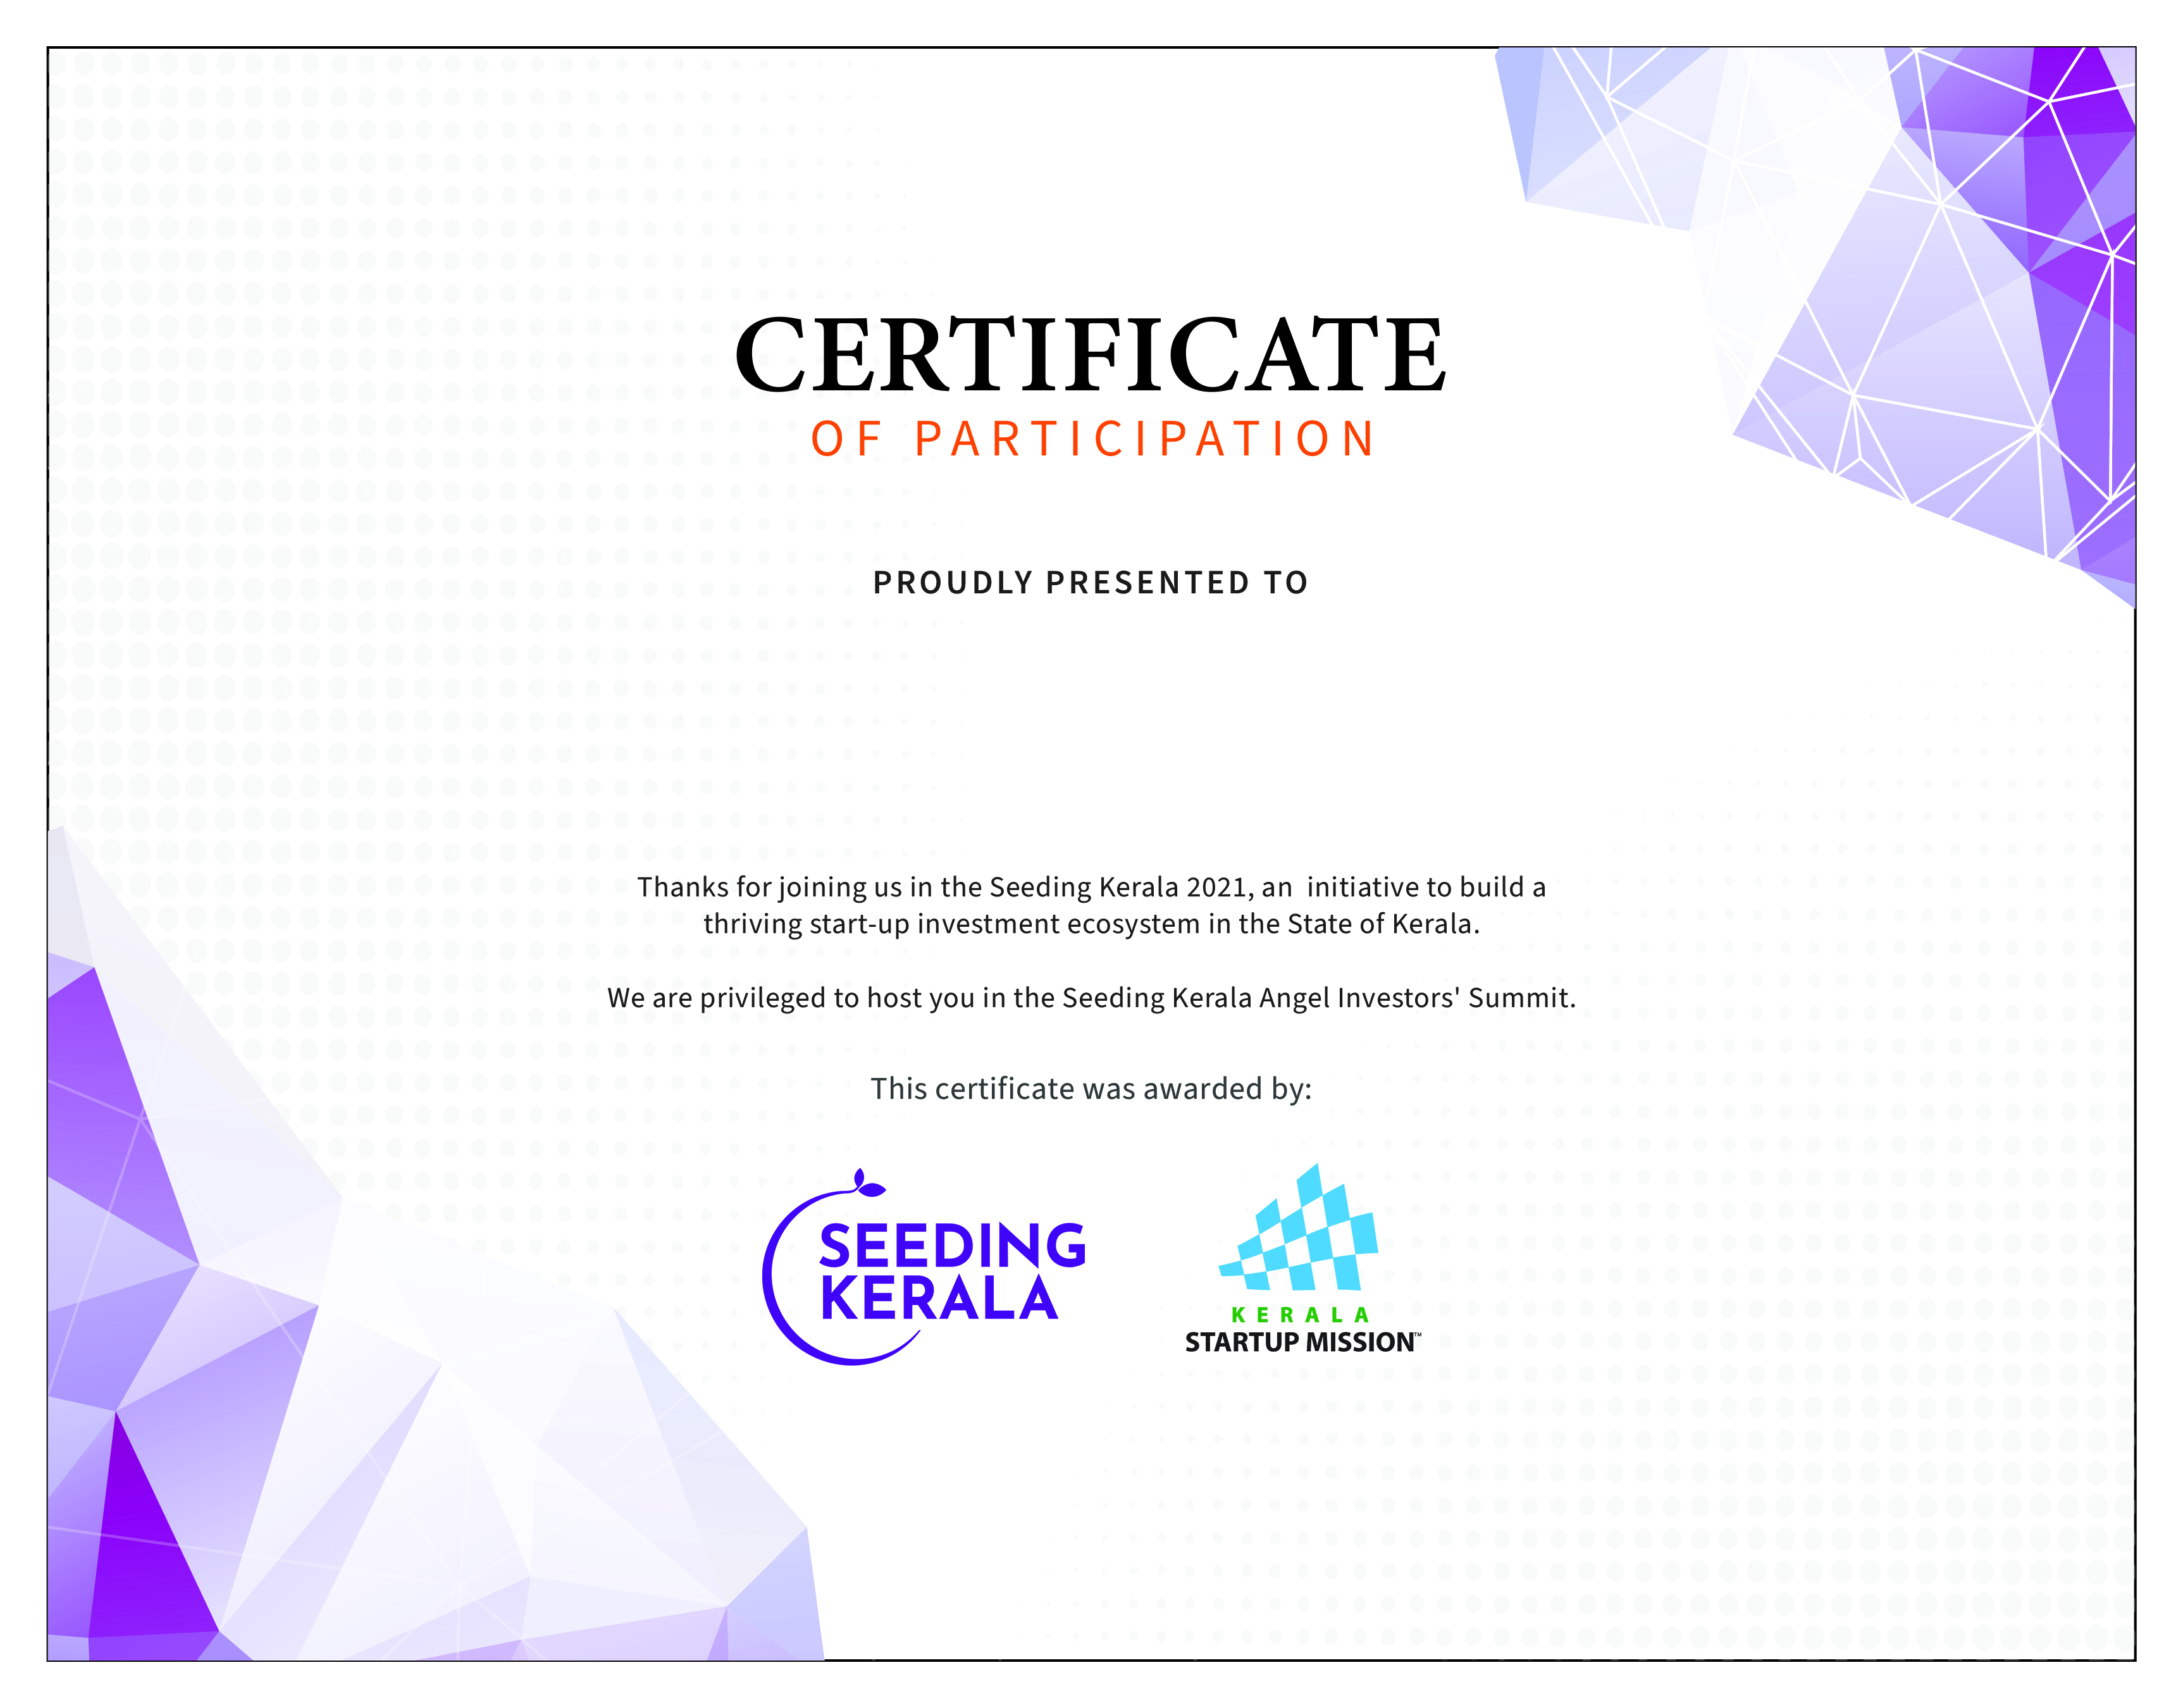 CERTIFICATE
OF PARTICIPATION
PROUDLY PRESENTED TO
Thanks for joining us in the Seeding Kerala 2021, an  initiative to build a
thriving start-up investment ecosystem in the State of Kerala.
We are privileged to host you in the Seeding Kerala Angel Investors' Summit.
This certificate was awarded by:
SEEDING
KERALA
KERALA
STARTUP MISSION™